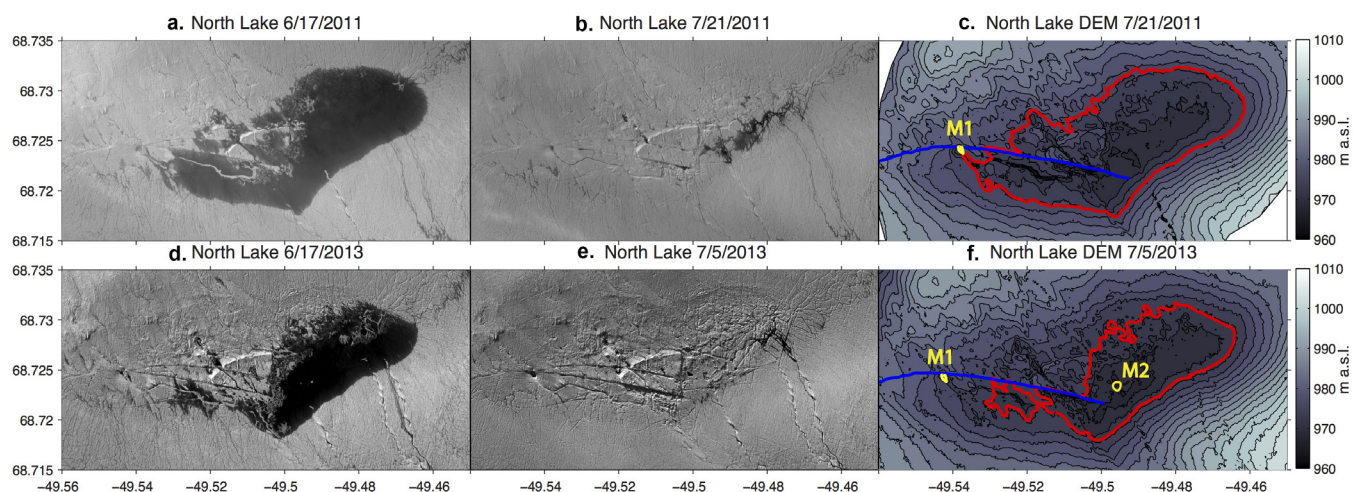 a. North Lake 6/17/2011
b. North Lake 7/21/2011
c. North Lake DEM 7/21/2011
68.735
68.73
68.725
68.72
68.715
M1
1010
1000
990
980
970
960
m a.s.l.
d. North Lake 6/17/2013
e. North Lake 7/5/2013
f. North Lake DEM 7/5/2013
68.735
68.73
68.725
68.72
68.715
M1
M2
1010
1000
990
980
970
960
m a.s.l.
−49.56 −49.54 −49.52 −49.5 −49.48 −49.46
−49.54 −49.52 −49.5 −49.48 −49.46
−49.54 −49.52 −49.5 −49.48 −49.46